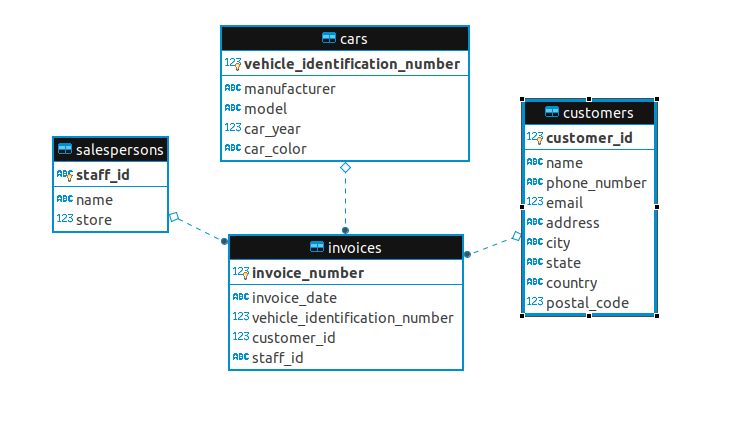 cars
123 vehicle_identification_number
ABC manufacturer
ABC model
123 car_year
ABC car_color
salespersons
ABC staff_id
ABC name
123 store
customers
123 customer_id
ABC name
ABC phone_number
123 email
ABC address
ABC city
ABC state
ABC country
123 postal_code
invoices
123 invoice_number
ABC invoice_date
123 vehicle_identification_number
123 customer_id
ABC staff_id